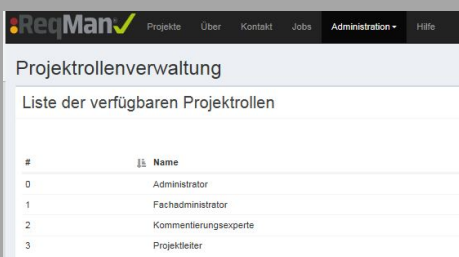 :ReqMan
Projekte Über Kontakt Jobs Administration Hilfe
Projektrollenverwaltung
Liste der verfügbaren Projektrollen
# Name
0 Administrator
1 Fachadministrator
2 Kommentierungsexperte
3 Projektleiter